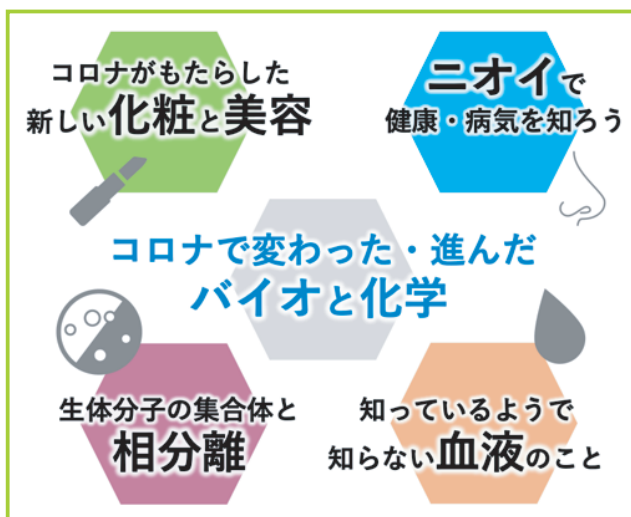 コロナがもたらした
新しい化粧と美容
ニオイで
健康・病気を知ろう
コロナで変わった・進んだ
バイオと化学
生体分子の集合体と
相分離
知っているようで
知らない血液のこと